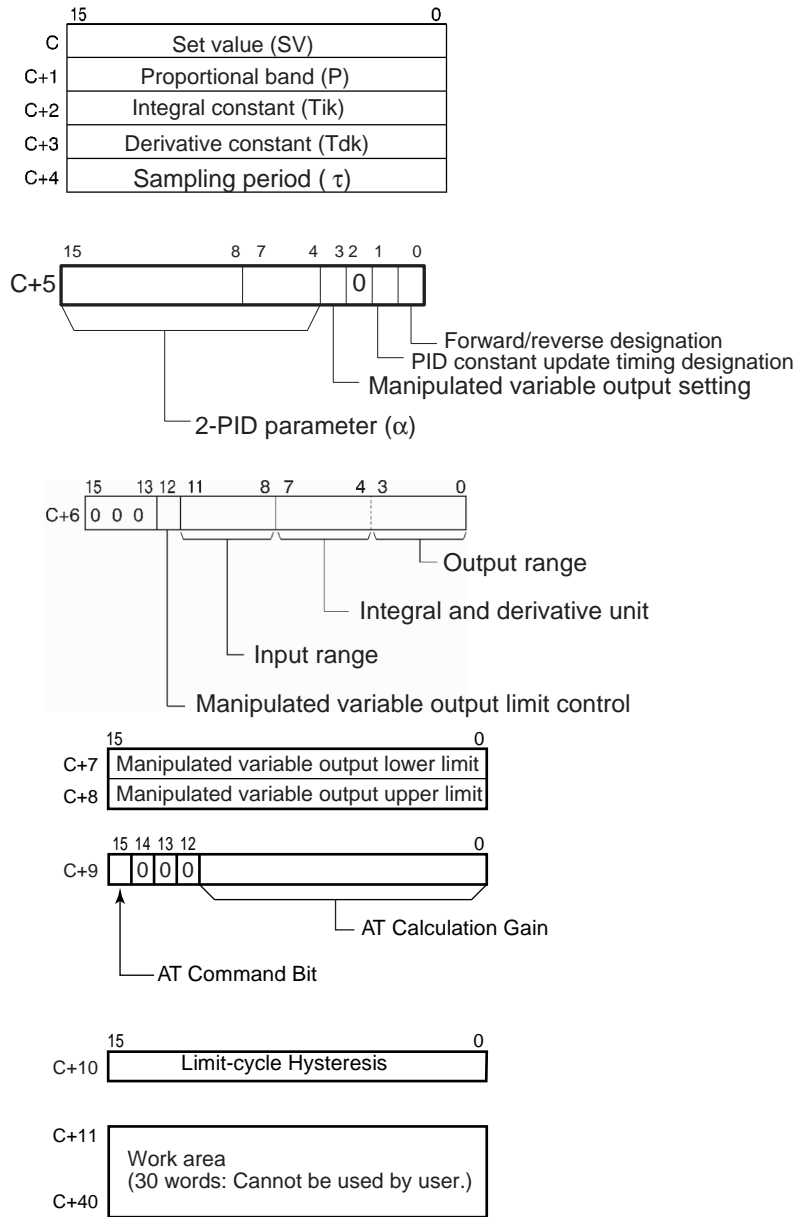 15 0
C Set value (SV)
C+1 Proportional band (P)
C+2 Integral constant (Tik)
C+3 Derivative constant (Tdk)
C+4 Sampling period ( τ)
15 8 7 4 3 2 1 0
C+5 0
Forward/reverse designation
PID constant update timing designation
Manipulated variable output setting
2-PID parameter (α)
15 13 12 11 8 7 4 3 0
C+6 0 0 0
Output range
Integral and derivative unit
Input range
Manipulated variable output limit control
15 0
C+7 Manipulated variable output lower limit
C+8 Manipulated variable output upper limit
15 14 13 12 0
C+9 0 0 0
AT Calculation Gain
AT Command Bit
15 0
C+10 Limit-cycle Hysteresis
C+11
Work area
(30 words: Cannot be used by user.)
C+40